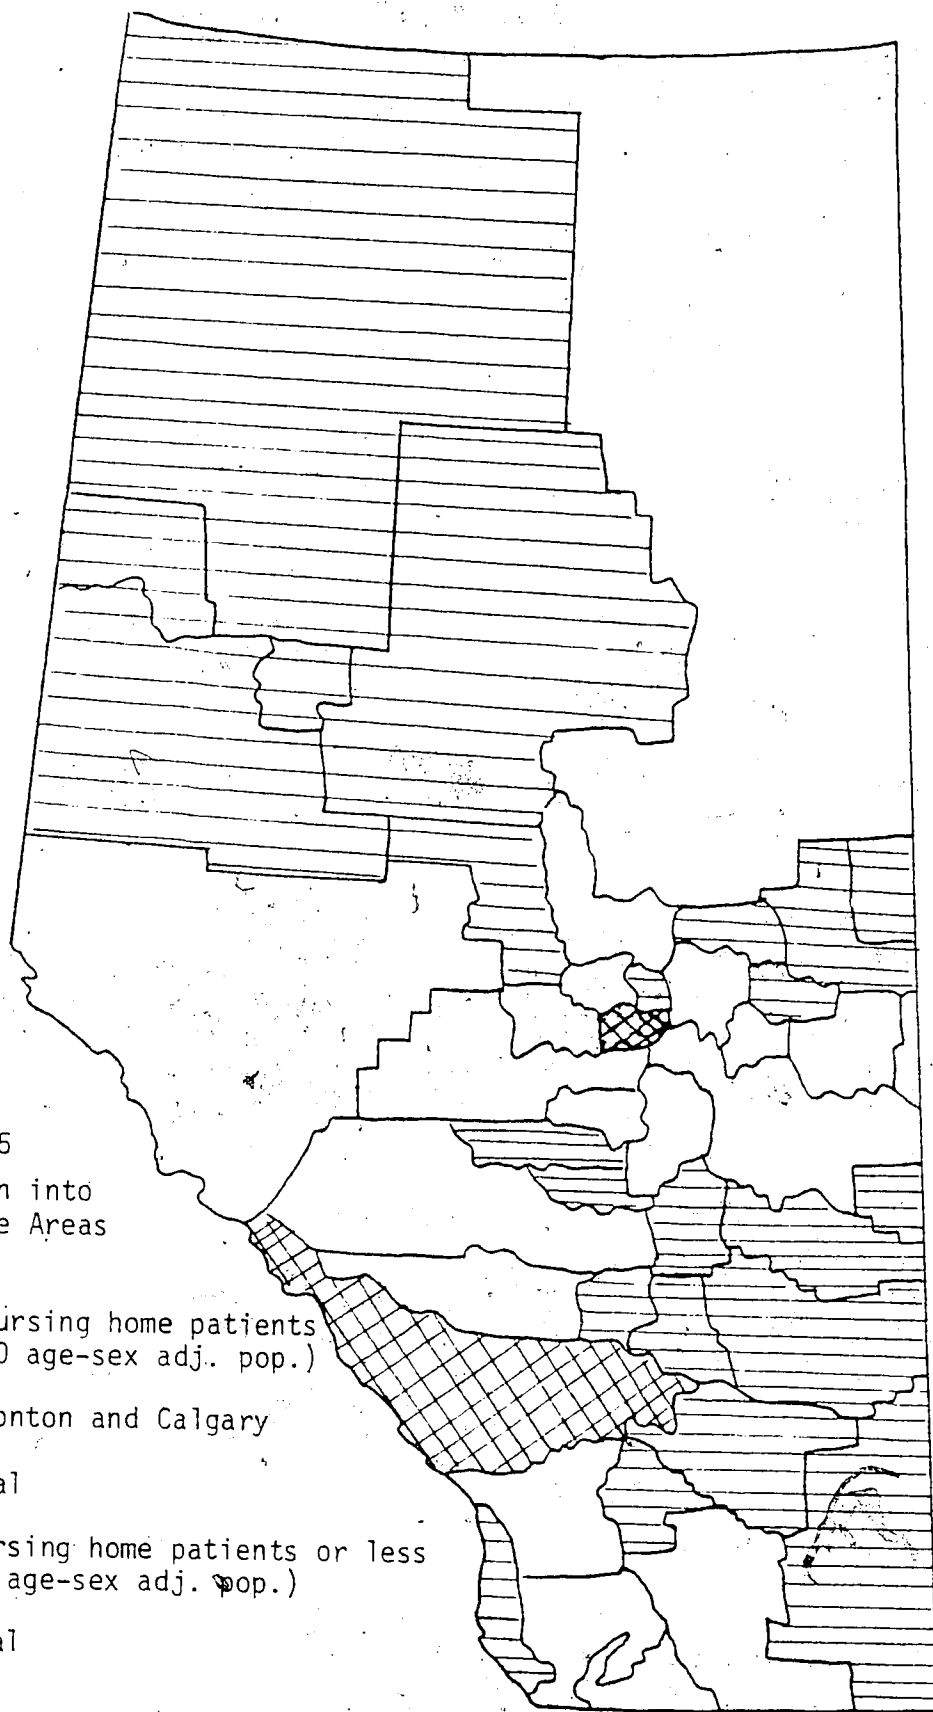 5
n into
e Areas
ursing home patients
0 age-sex adj. pop.)
onton and Calgary
al
rsing home patients or less
age-sex adj. pop.)
al